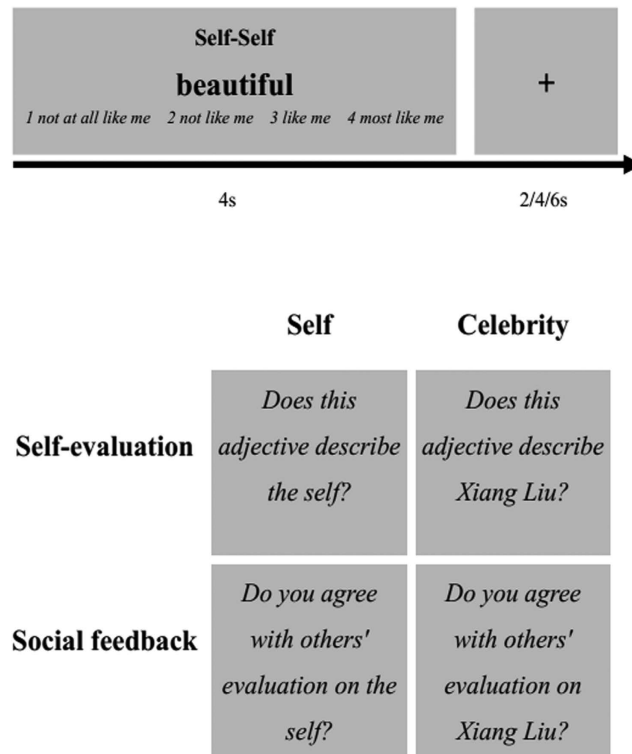 Self-Self
beautiful
1 not at all like me 2 not like me 3 like me 4 most like me
+
4s
2/4/6s
Self
Celebrity
Self-evaluation
Does this
adjective describe
the self?
Does this
adjective describe
Xiang Liu?
Social feedback
Do you agree
with others'
evaluation on the
self?
Do you agree
with others'
evaluation on
Xiang Liu?